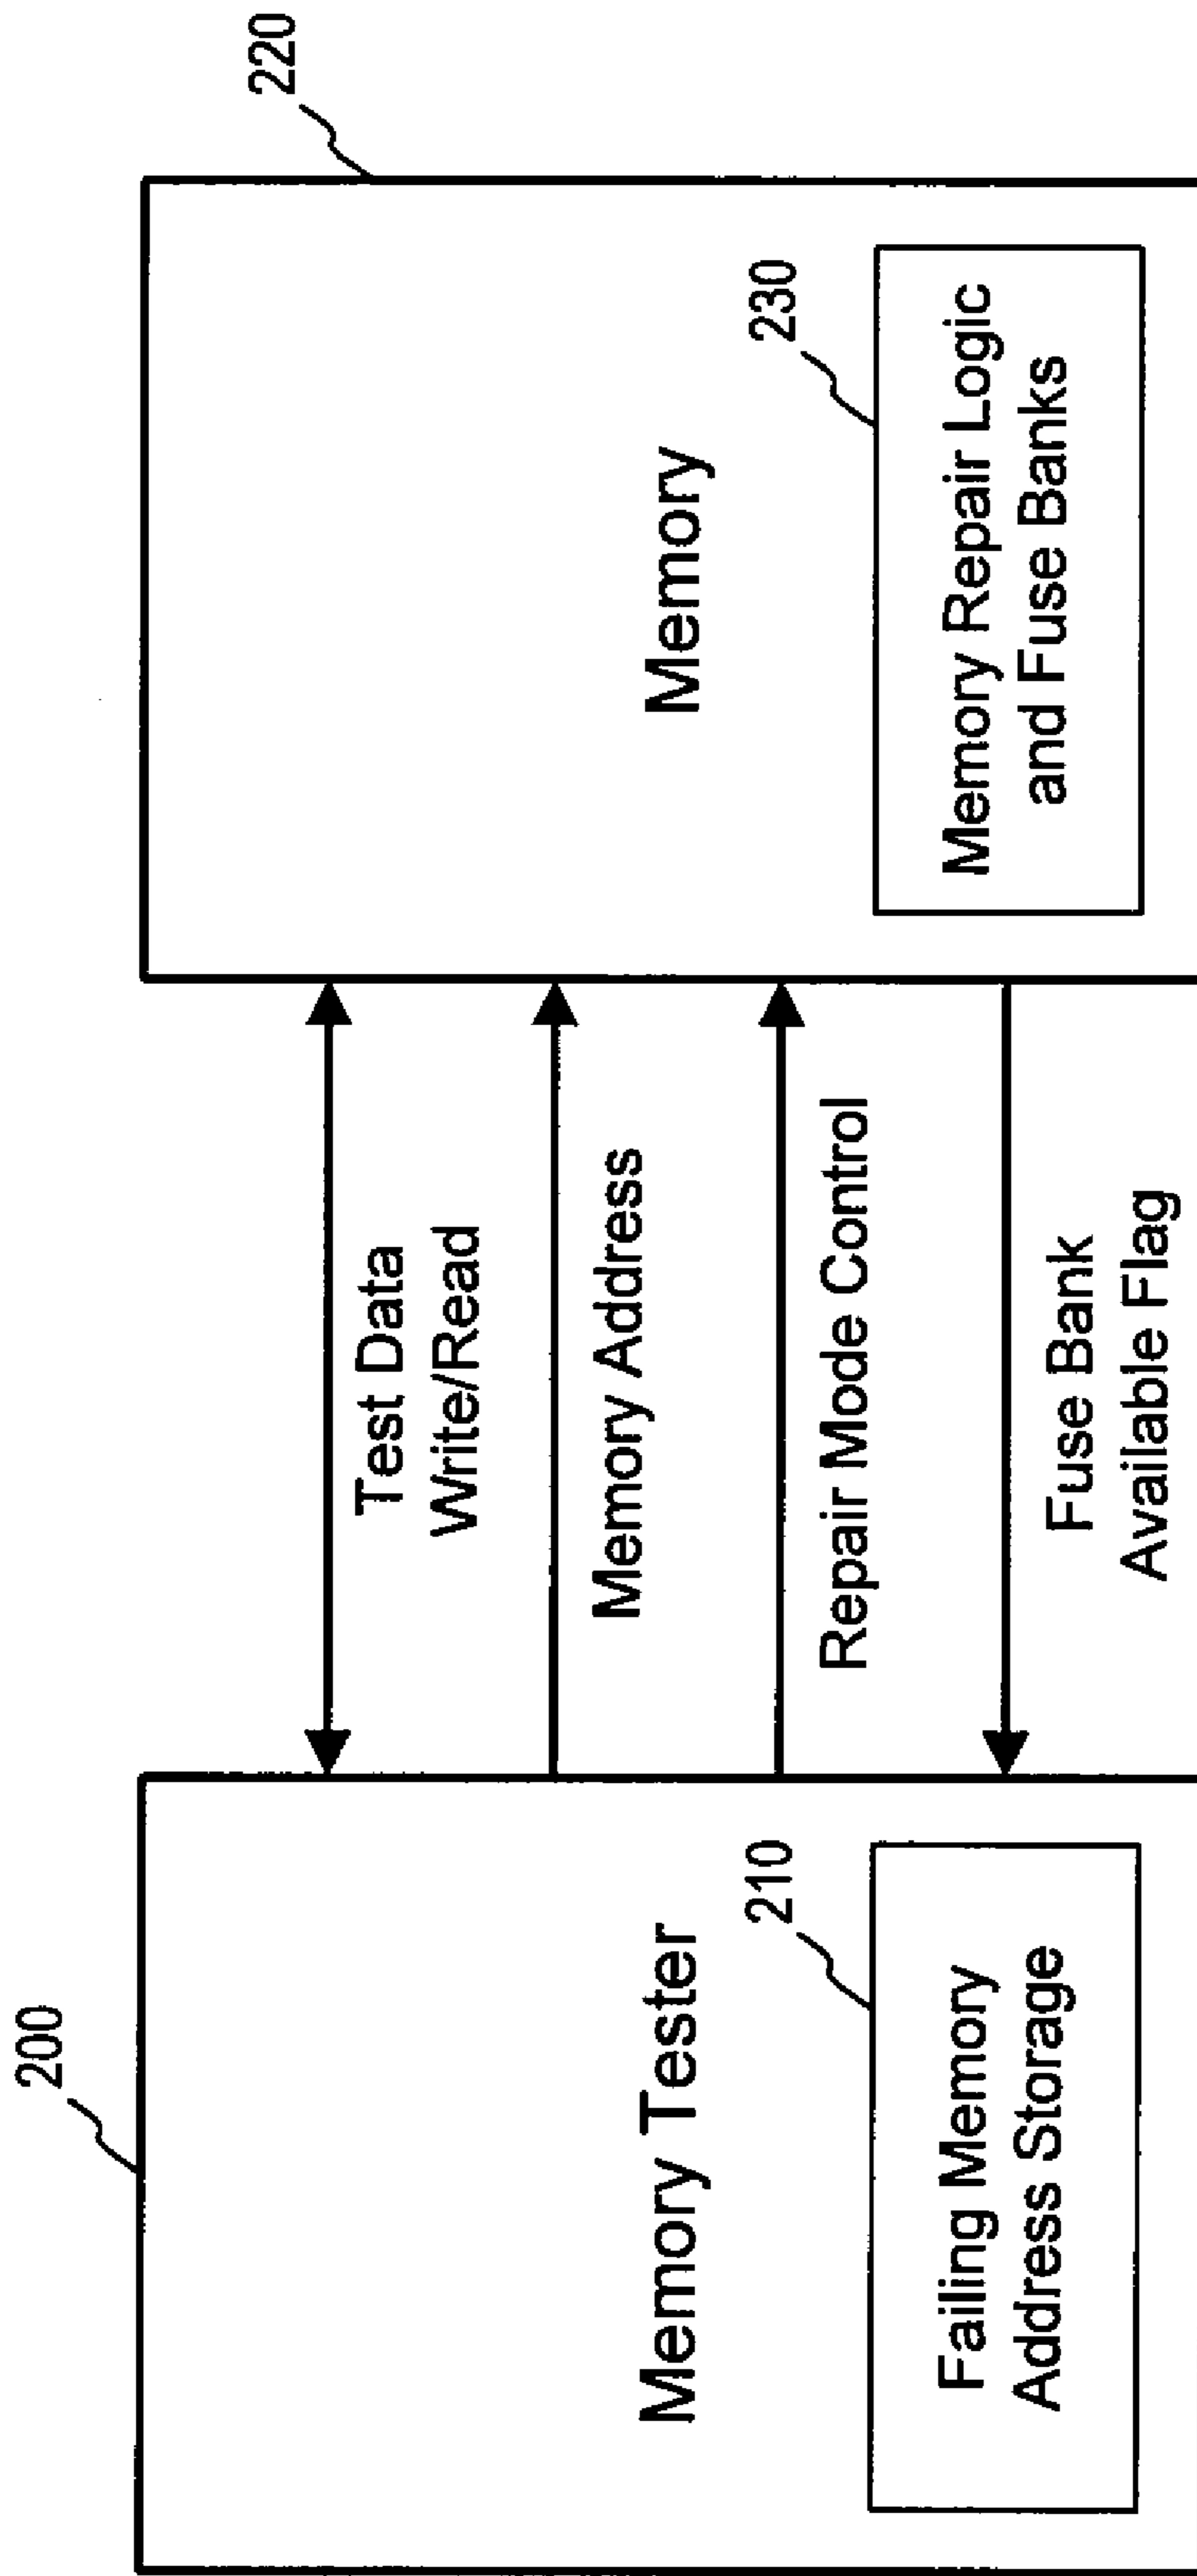 200
Memory Tester
210
Failing Memory
Address Storage
Test Data
Write/Read
Memory Address
Repair Mode Control
Fuse Bank
Available Flag
220
Memory
230
Memory Repair Logic
and Fuse Banks